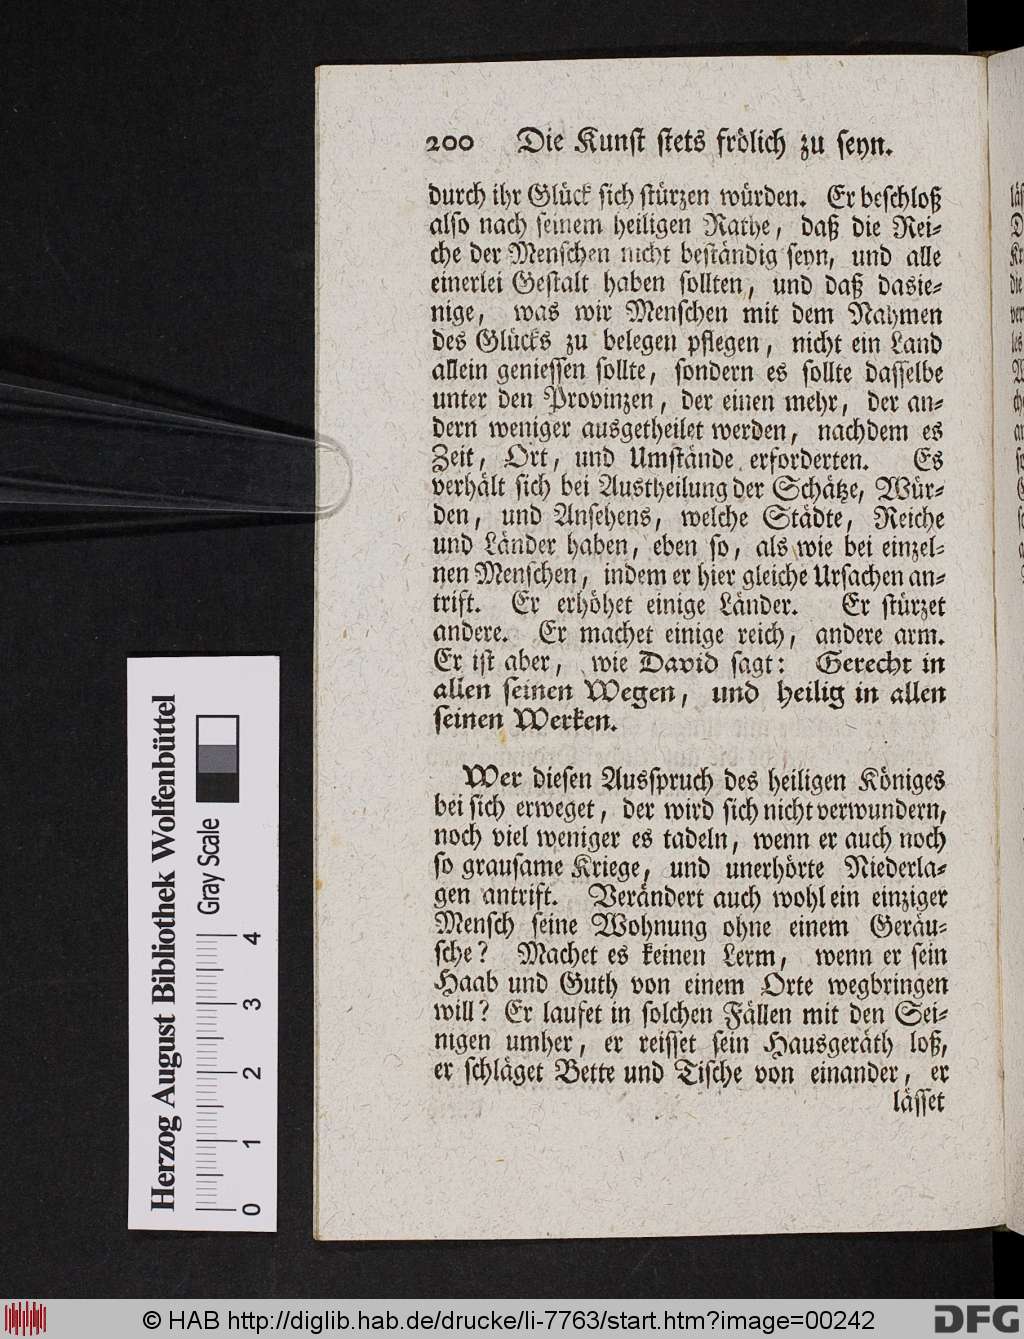 200 Die Kunst stets frölich zu seyn.
durch ihr Glück sich stürzen würden. Er beschloß
also nach seinem heiligen Rathe, daß die Rei-
che der Menschen nicht beständig seyn, und alle
einerlei Gestalt haben sollten, und daß dasie-
nige, was wir Menschen mit dem Nahmen
des Glücks zu belegen pflegen, nicht ein Land
allein geniessen sollte, sondern es sollte dasselbe
unter den Provinzen, der einen mehr, der an-
dern weniger ausgetheilet werden, nachdem es
Zeit, Ort, und Umstände erforderten. Es
verhält sich bei Austheilung der Schätze, Wür-
den, und Ansehens, welche Städte, Reiche
und Länder haben, eben so, als wie bei einzel-
nen Menschen, indem er hier gleiche Ursachen an-
trift. Er erhöhet einige Länder. Er stürzet
andere. Er machet einige reich, andere arm.
Er ist aber, wie David sagt: Gerecht in
allen seinen Wegen, und heilig in allen
seinen Werken.
Wer diesen Ausspruch des heiligen Königes
bei sich erweget, der wird sich nicht verwundern,
noch viel weniger es tadeln, wenn er auch noch
so grausame Kriege, und unerhörte Niederla-
gen antrift. Verändert auch wohl ein einziger
Mensch seine Wohnung ohne einem Geräu-
sche? Machet es keinen Lerm, wenn er sein
Haab und Guth von einem Orte wegbringen
will? Er laufet in solchen Fällen mit den Sei-
nigen umher, er reisset sein Hausgeräth loß,
er schläget Bette und Tische von einander, er
lässet
Herzog August Bibliothek Wolfenbüttel
Gray Scale
0 1 2 3 4
© HAB http://diglib.hab.de/drucke/li-7763/start.htm?image=00242
DFG